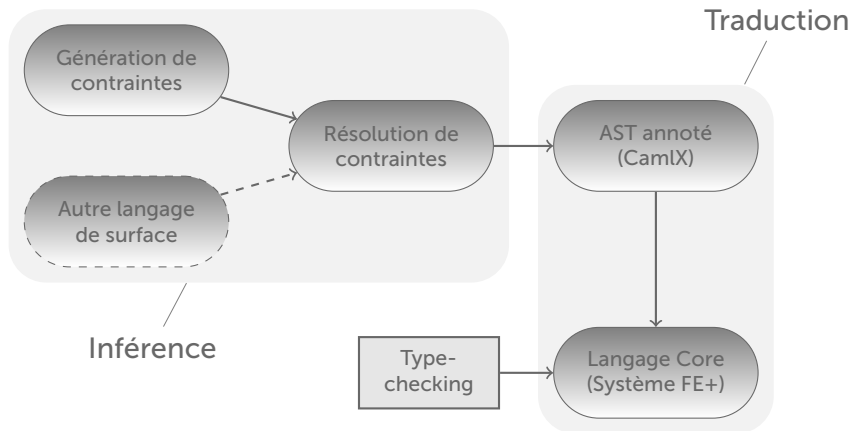 Traduction
Génération de
contraintes
Résolution de
contraintes
AST annoté
(CamlX)
Autre langage
de surface
Inférence
Type-
checking
Langage Core
(Système FE+)